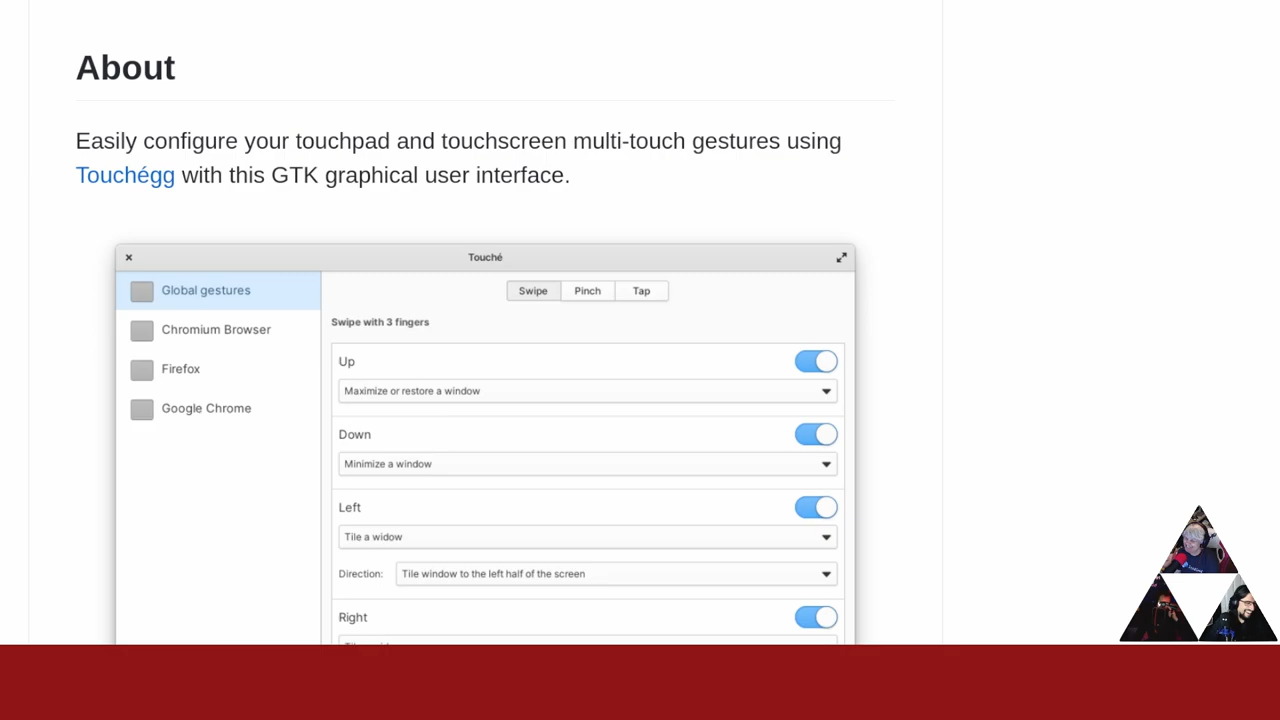 About
Easily configure your touchpad and touchscreen multi-touch gestures using
Touchégg with this GTK graphical user interface.
Touché
Global gestures
Chromium Browser
Firefox
Google Chrome
Swipe Pinch Tap
Swipe with 3 fingers
Up
Maximize or restore a window
Down
Minimize a window
Left
Tile a widow
Direction: Tile window to the left half of the screen
Right